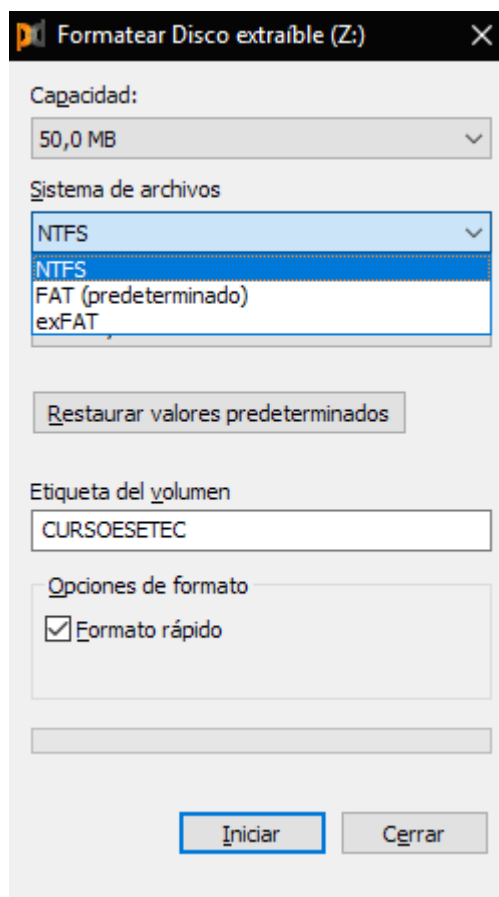 Formatear Disco extraíble (Z:)
Capacidad:
50,0 MB
Sistema de archivos
NTFS
NTFS
FAT (predeterminado)
exFAT
Restaurar valores predeterminados
Etiqueta del volumen
CURSOESETEC
Opciones de formato
Formato rápido
Iniciar
Cerrar